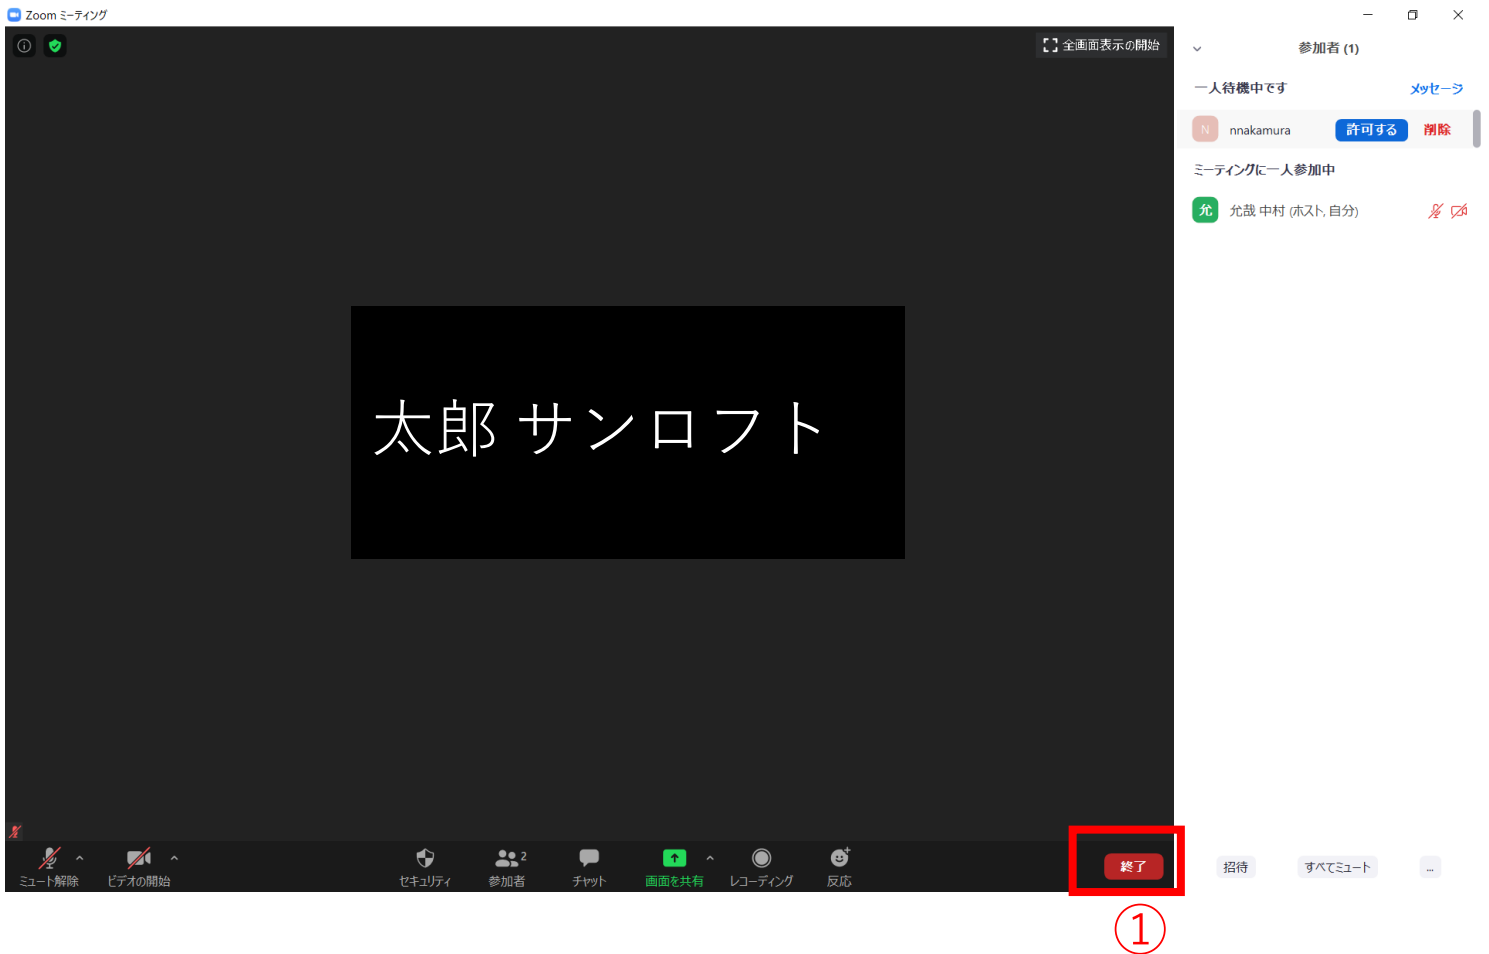 Zoom ミーティング
全画面表示の開始
参加者 (1)
一人待機中です
メッセージ
N
nnakamura
許可する
削除
ミーティングに一人参加中
允
允哉 中村 (ホスト, 自分)
太郎 サンロフト
ミュート解除
ビデオの開始
セキュリティ
2
参加者
チャット
画面を共有
レコーディング
反応
終了
招待
すべてミュート
...
①